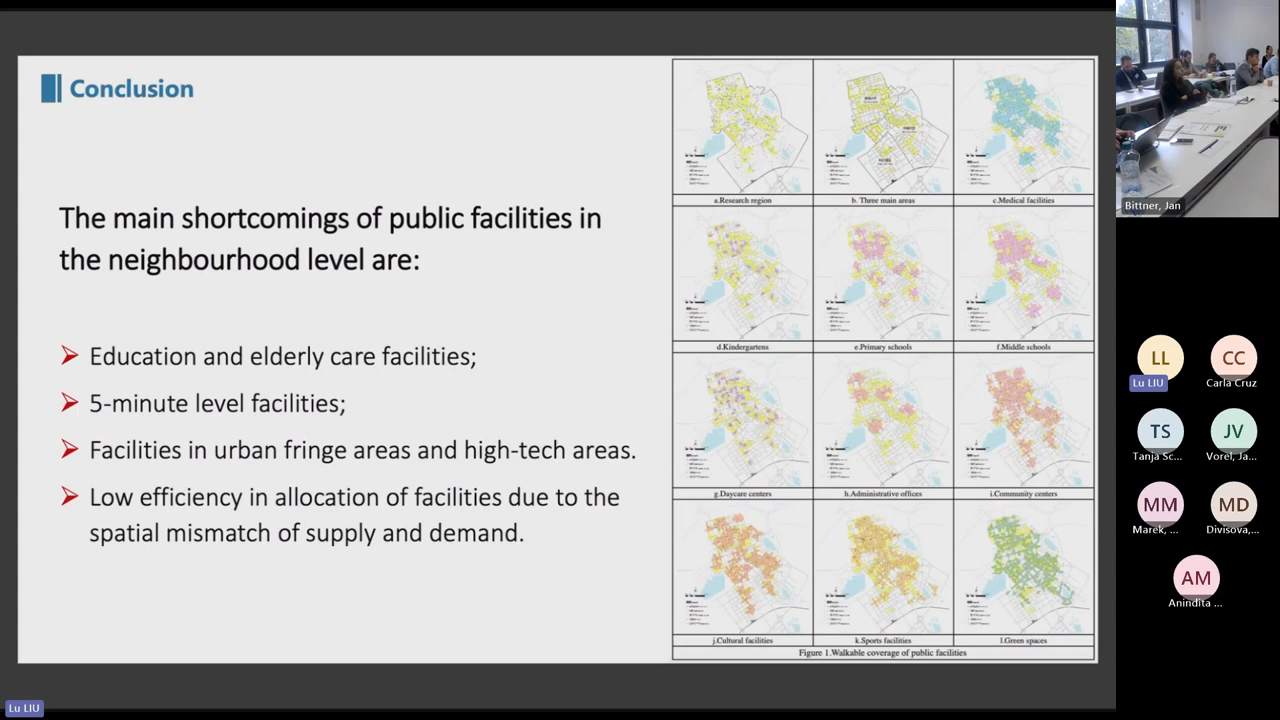 Conclusion
The main shortcomings of public facilities in
the neighbourhood level are:
Education and elderly care facilities;
5-minute level facilities;
Facilities in urban fringe areas and high-tech areas.
Low efficiency in allocation of facilities due to the
spatial mismatch of supply and demand.
a.Research region
b. Three main areas
c.Medical facilities
d.Kindergartens
e.Primary schools
f.Middle schools
g.Daycare centers
h.Administrative offices
i.Community centers
j.Cultural facilities
k.Sports facilities
l.Green spaces
Figure 1.Walkable coverage of public facilities
Lu LIU
Bittner, Jan
LL
Lu LIU
CC
Carla Cruz
TS
Tanja Sc...
JV
Vorel, Ja...
MM
Marek, ...
MD
Divisova,...
AM
Anindita ...